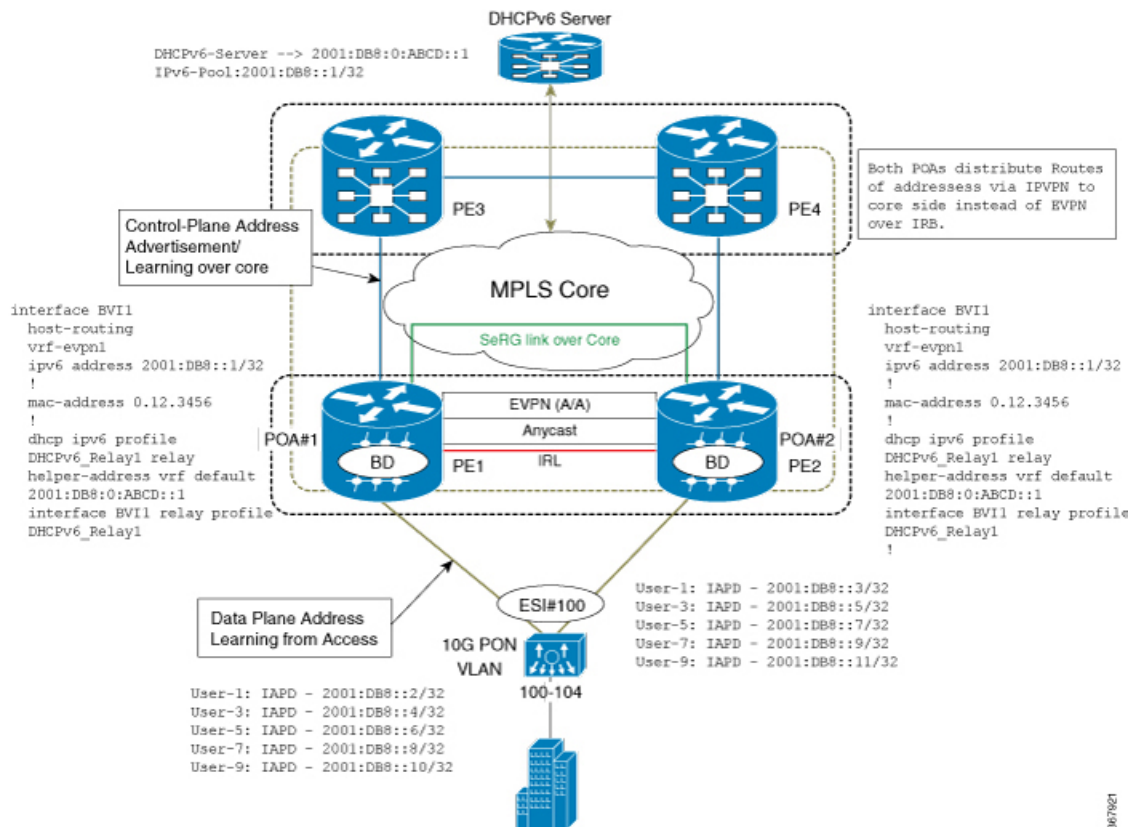 DHCPv6 Server
DHCPv6-Server --> 2001:DB8:0:ABCD::1
IPv6-Pool:2001:DB8::1/32
PE3
PE4
Both POAs distribute Routes
of addressess via IPVPN to
core side instead of EVPN
over IRB.
Control-Plane Address
Advertisement/
Learning over core
MPLS Core
SeRG link over Core
interface BVI1
host-routing
vrf-evpn1
ipv6 address 2001:DB8::1/32
!
mac-address 0.12.3456
!
dhcp ipv6 profile
DHCPv6_Relay1 relay
helper-address vrf default
2001:DB8:0:ABCD::1
interface BVI1 relay profile
DHCPv6_Relay1
POA#1
BD
PE1
EVPN (A/A)
Anycast
IRL
POA#2
BD
PE2
interface BVI1
host-routing
vrf-evpn1
ipv6 address 2001:DB8::1/32
!
mac-address 0.12.3456
!
dhcp ipv6 profile
DHCPv6_Relay1 relay
helper-address vrf default
2001:DB8:0:ABCD::1
interface BVI1 relay profile
DHCPv6_Relay1
!
Data Plane Address
Learning from Access
ESI#100
10G PON
VLAN
100-104
User-1: IAPD - 2001:DB8::3/32
User-3: IAPD - 2001:DB8::5/32
User-5: IAPD - 2001:DB8::7/32
User-7: IAPD - 2001:DB8::9/32
User-9: IAPD - 2001:DB8::11/32
User-1: IAPD - 2001:DB8::2/32
User-3: IAPD - 2001:DB8::4/32
User-5: IAPD - 2001:DB8::6/32
User-7: IAPD - 2001:DB8::8/32
User-9: IAPD - 2001:DB8::10/32
367921